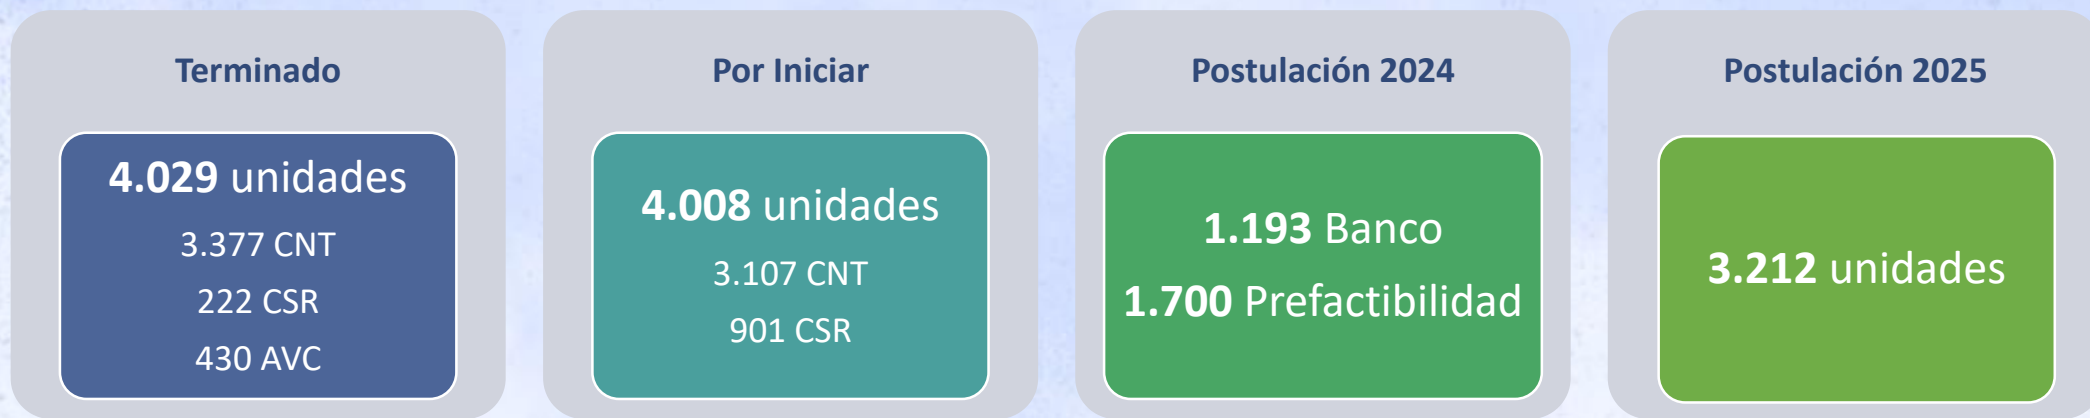 Terminado
4.029 unidades
3.377 CNT
222 CSR
430 AVC
Por Iniciar
4.008 unidades
3.107 CNT
901 CSR
Postulación 2024
1.193 Banco
1.700 Prefactibilidad
Postulación 2025
3.212 unidades